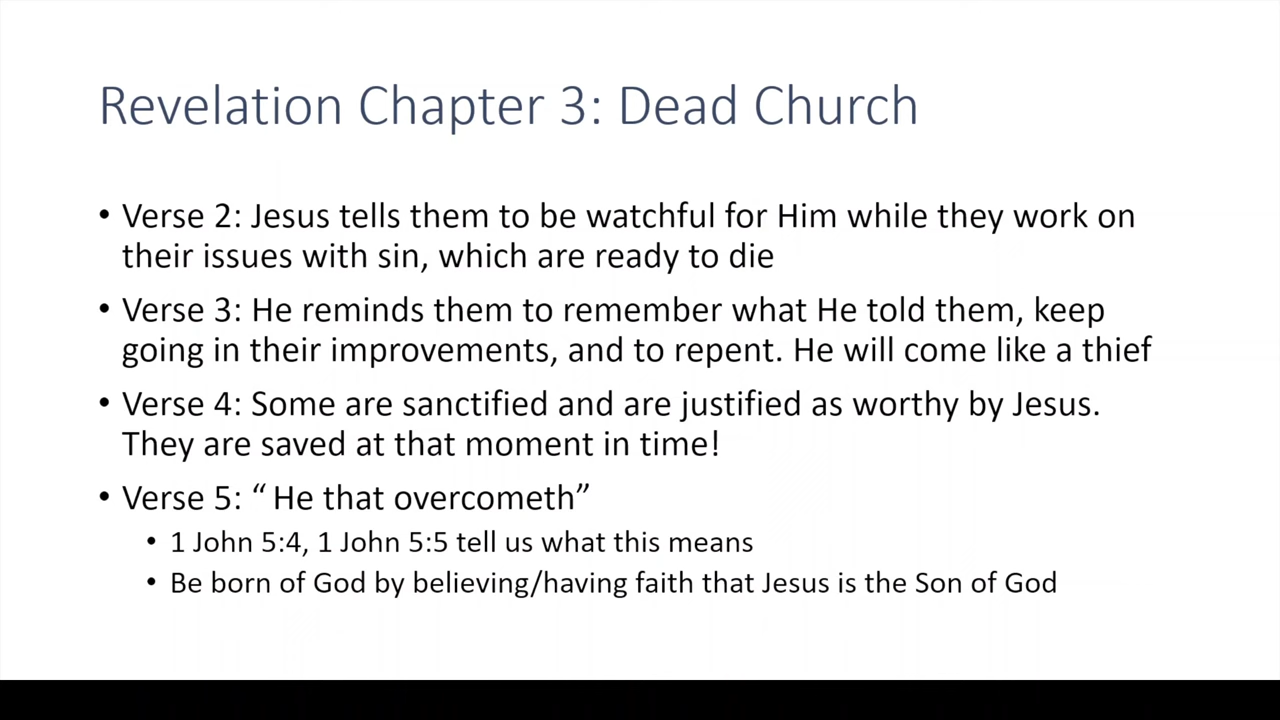 Revelation Chapter 3: Dead Church
• Verse 2: Jesus tells them to be watchful for Him while they work on
their issues with sin, which are ready to die
• Verse 3: He reminds them to remember what He told them, keep
going in their improvements, and to repent. He will come like a thief
• Verse 4: Some are sanctified and are justified as worthy by Jesus.
They are saved at that moment in time!
• Verse 5: “ He that overcometh”
• 1 John 5:4, 1 John 5:5 tell us what this means
• Be born of God by believing/having faith that Jesus is the Son of God